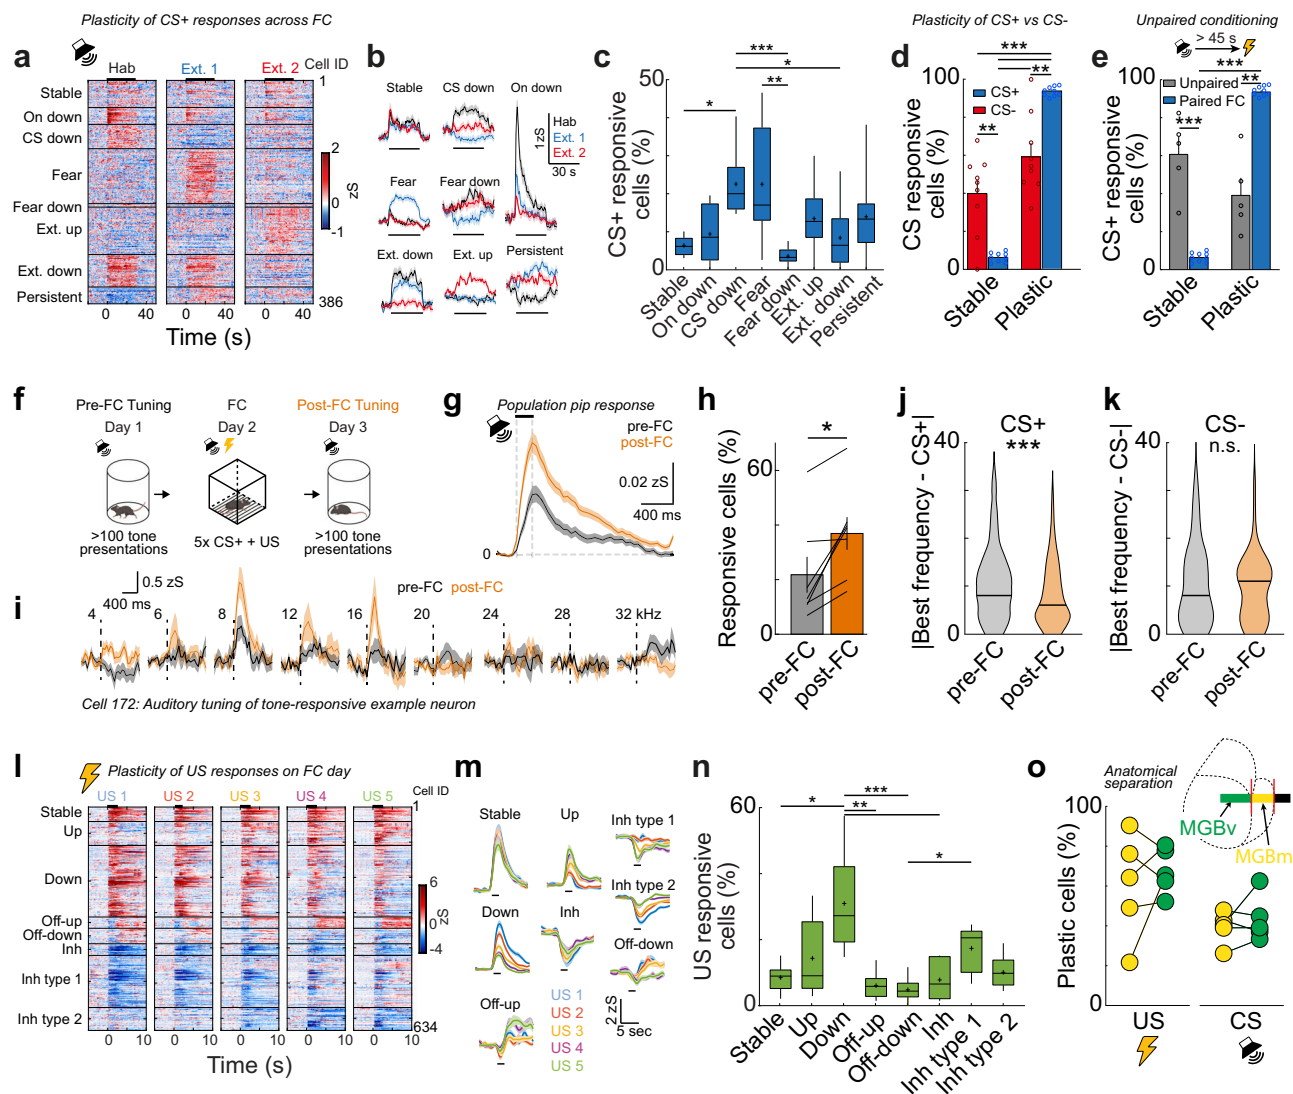 Plasticity of CS+ responses across FC
a
Hab
Ext. 1
Ext. 2
Cell ID
1
Stable
On down
CS down
Fear
Fear down
Ext. up
Ext. down
Persistent
386
2
zS
-1
0 40
0 40
0 40
Time (s)
b
Stable
CS down
On down
Hab
Ext. 1
Ext. 2
1zS
30 s
Fear
Fear down
Ext. down
Ext. up
Persistent
c
CS+ responsive cells (%)
50
0
***
*
**
*
Stable
On down
CS down
Fear
Fear down
Ext. up
Ext. down
Persistent
Plasticity of CS+ vs CS-
d
CS responsive cells (%)
100
0
***
**
**
CS+
CS-
Stable
Plastic
Unpaired conditioning
> 45 s
e
CS+ responsive cells (%)
100
0
***
**
***
Unpaired
Paired FC
Stable
Plastic
f
Pre-FC Tuning
Day 1
>100 tone
presentations
FC
Day 2
5x CS+ + US
Post-FC Tuning
Day 3
>100 tone
presentations
g
Population pip response
pre-FC
post-FC
0.02 zS
400 ms
0
h
Responsive cells (%)
60
0
*
pre-FC
post-FC
i
0.5 zS
400 ms
pre-FC post-FC
4 6 8 12 16 20 24 28 32 kHz
Cell 172: Auditory tuning of tone-responsive example neuron
j
|Best frequency - CS+|
40
0
CS+
***
pre-FC
post-FC
k
|Best frequency - CS-|
40
0
CS-
n.s.
pre-FC
post-FC
l
Plasticity of US responses on FC day
US 1
US 2
US 3
US 4
US 5
Cell ID
1
Stable
Up
Down
Off-up
Off-down
Inh
Inh type 1
Inh type 2
634
6
zS
-4
0 10
0 10
0 10
0 10
0 10
Time (s)
m
Stable
Up
Inh type 1
Inh type 2
Down
Inh
Off-down
Off-up
US 1
US 2
US 3
US 4
US 5
2 zS
5 sec
n
US responsive cells (%)
60
0
*
***
**
*
Stable
Up
Down
Off-up
Off-down
Inh
Inh type 1
Inh type 2
o
Anatomical
separation
MGBv
MGBm
Plastic cells (%)
100
0
US
CS